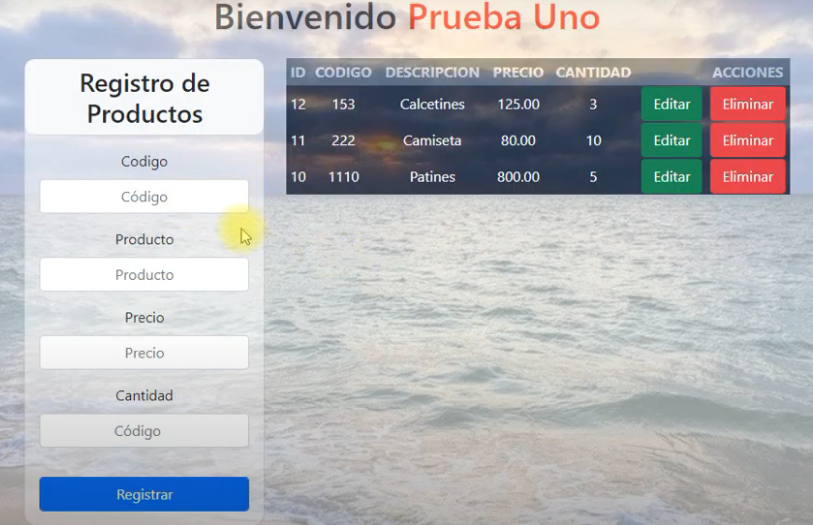 Bienvenido Prueba Uno
Registro de
Productos
Codigo
Código
Producto
Producto
Precio
Precio
Cantidad
Código
Registrar
ID CODIGO DESCRIPCION PRECIO CANTIDAD ACCIONES
12 153 Calcetines 125.00 3 Editar Eliminar
11 222 Camiseta 80.00 10 Editar Eliminar
10 1110 Patines 800.00 5 Editar Eliminar